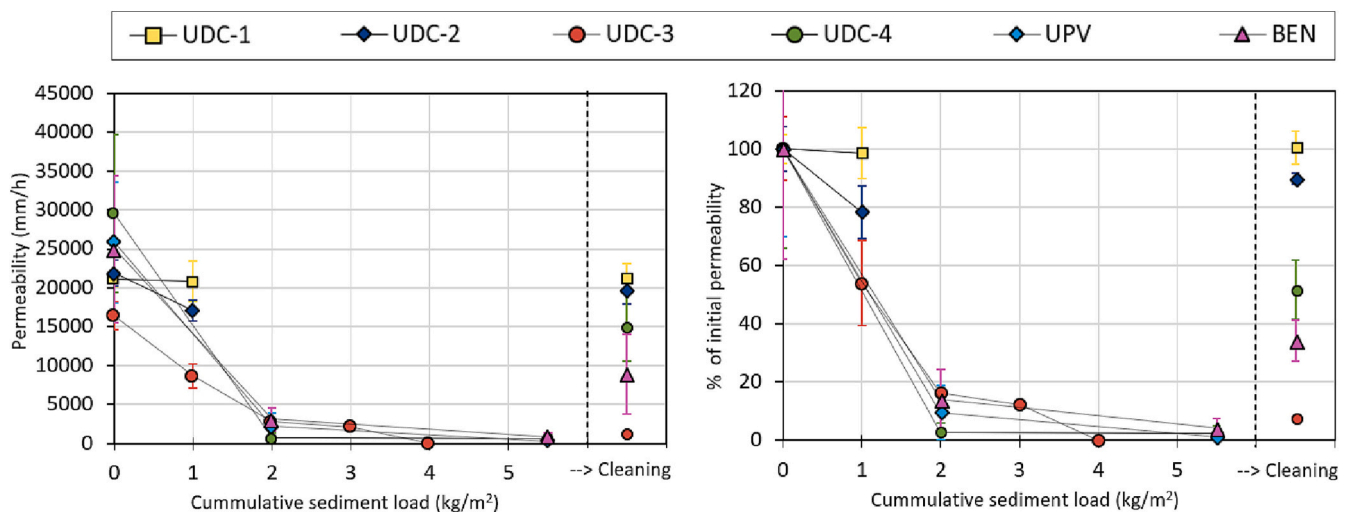 UDC-1 UDC-2 UDC-3 UDC-4 UPV BEN
45000
40000
35000
30000
25000
20000
15000
10000
5000
0
Permeability (mm/h)
0 1 2 3 4 5 --> Cleaning
Cummulative sediment load (kg/m²)
120
100
80
60
40
20
0
% of initial permeability
0 1 2 3 4 5 --> Cleaning
Cummulative sediment load (kg/m²)